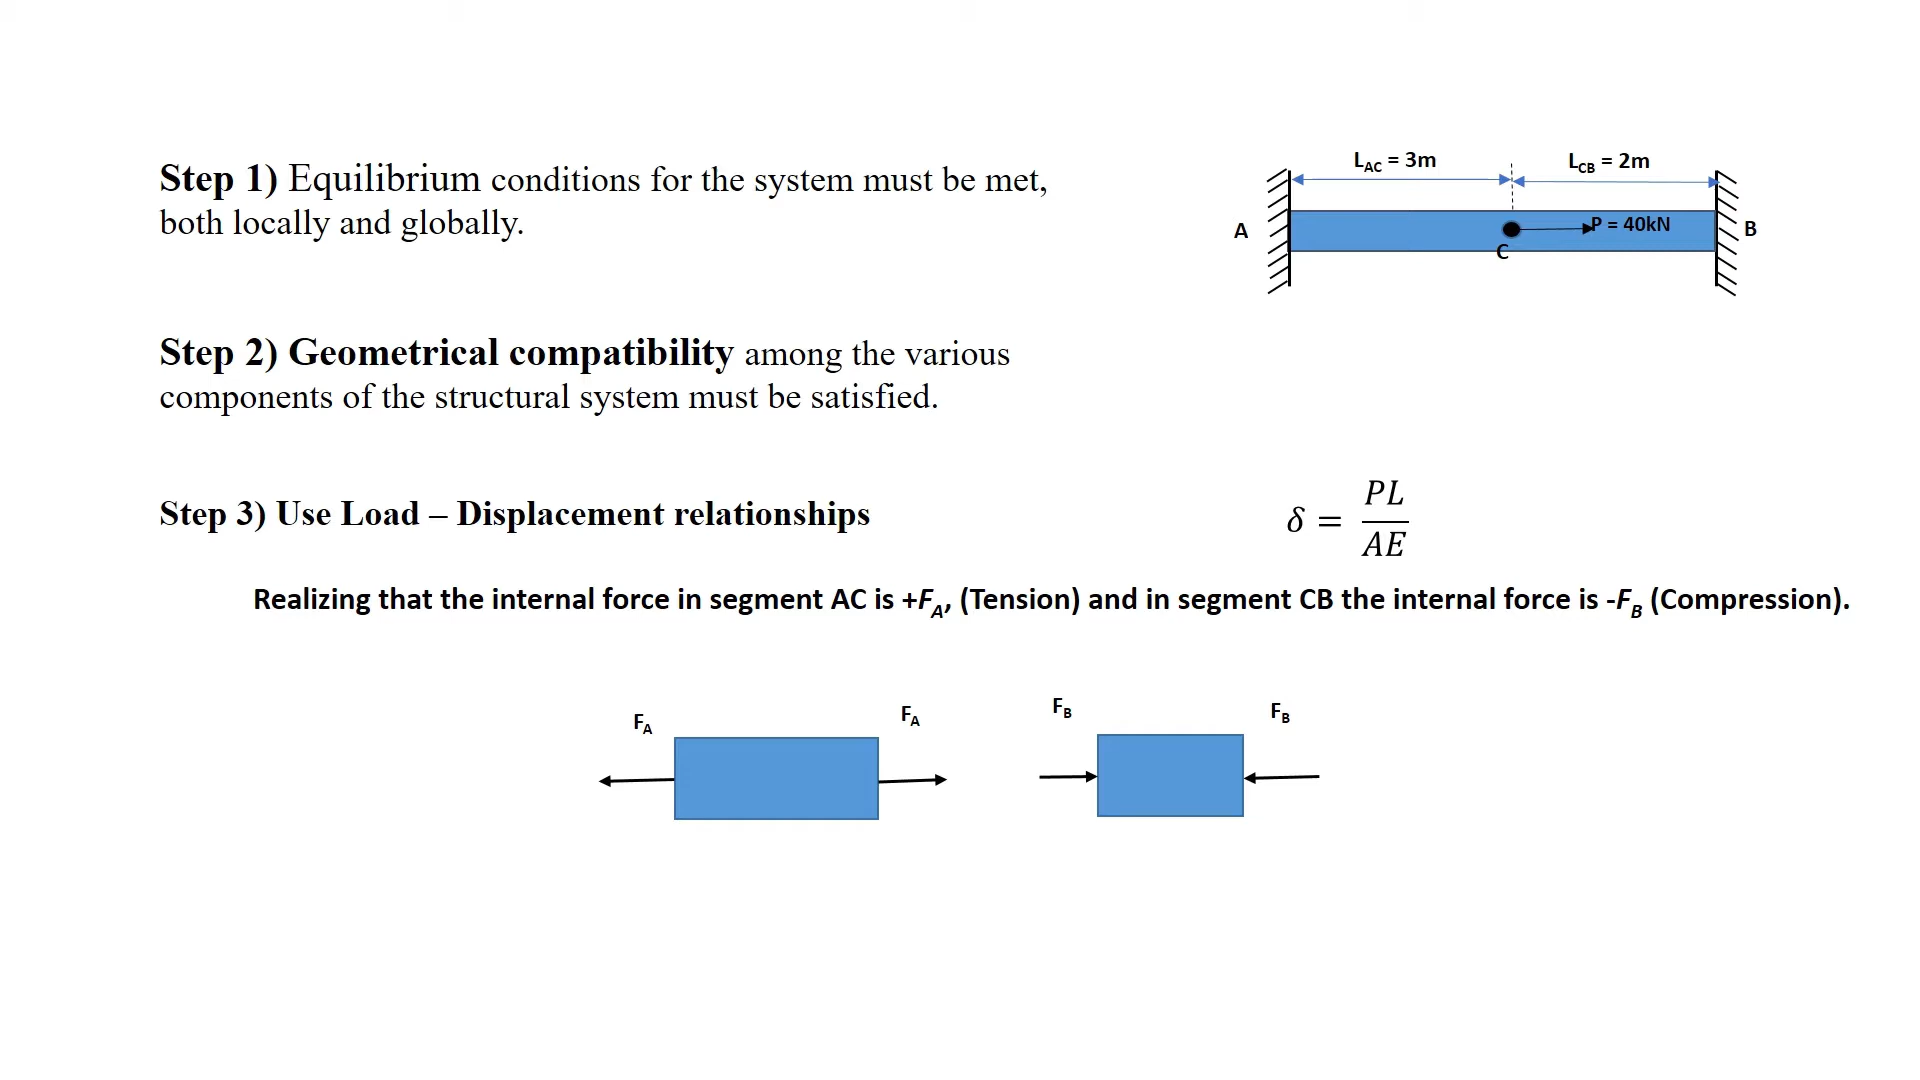 Step 1) Equilibrium conditions for the system must be met,
both locally and globally.
L_AC = 3m
L_CB = 2m
A
P = 40kN
B
C
Step 2) Geometrical compatibility among the various
components of the structural system must be satisfied.
Step 3) Use Load – Displacement relationships
δ = PL / AE
Realizing that the internal force in segment AC is +F_A, (Tension) and in segment CB the internal force is -F_B (Compression).
F_A
F_A
F_B
F_B